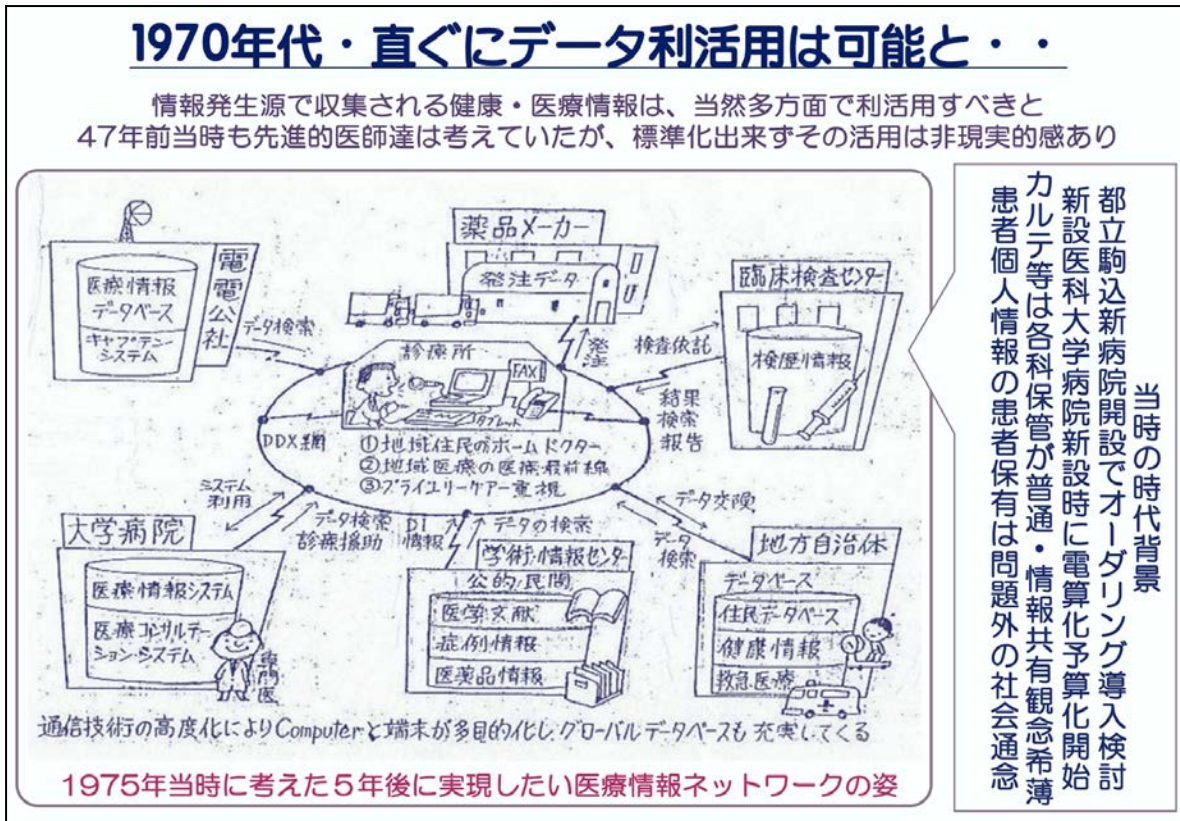 1970年代・直ぐにデータ利活用は可能と・・
情報発生源で収集される健康・医療情報は、当然多方面で利活用すべきと
47年前当時も先進的医師達は考えていたが、標準化出来ずその活用は非現実的感あり
電電公社
医療情報
データベース
キャプテン
システム
データ検索
薬品メーカー
発注データ
発注
臨床検査センター
検歴情報
検査依託
結果
検索
報告
診療所
FAX
タブレット
DDX網
①地域住民のホームドクター
②地域医療の医療最前線
③プライマリーケアー重視
システム
利用
データ検索
診療援助
DI
情報
データの検索
データ交換
データ
検索
大学病院
医療情報システム
医療コンサルテー
ション・システム
専門医
学術・情報センター
公的/民間
医学文献
症例情報
医薬品情報
地方自治体
データベース
住民データベース
健康情報
救急医療
通信技術の高度化によりComputerと端末が多目的化し、グローバルデータベースも充実してくる
1975年当時に考えた5年後に実現したい医療情報ネットワークの姿
当時の時代背景
都立駒込新病院開設でオーダリング導入検討
新設医科大学病院新設時に電算化予算化開始
カルテ等は各科保管が普通・情報共有観念希薄
患者個人情報の患者保有は問題外の社会通念